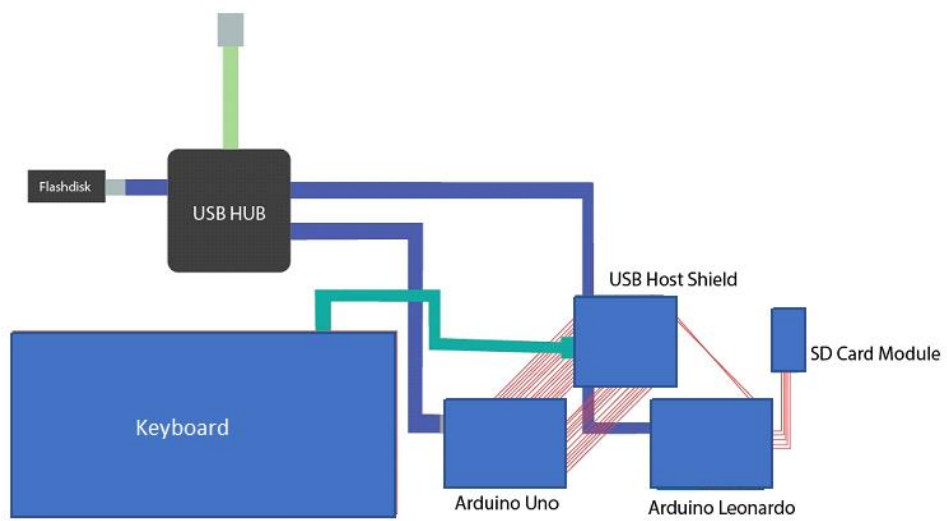 Flashdisk
USB HUB
USB Host Shield
SD Card Module
Keyboard
Arduino Uno
Arduino Leonardo